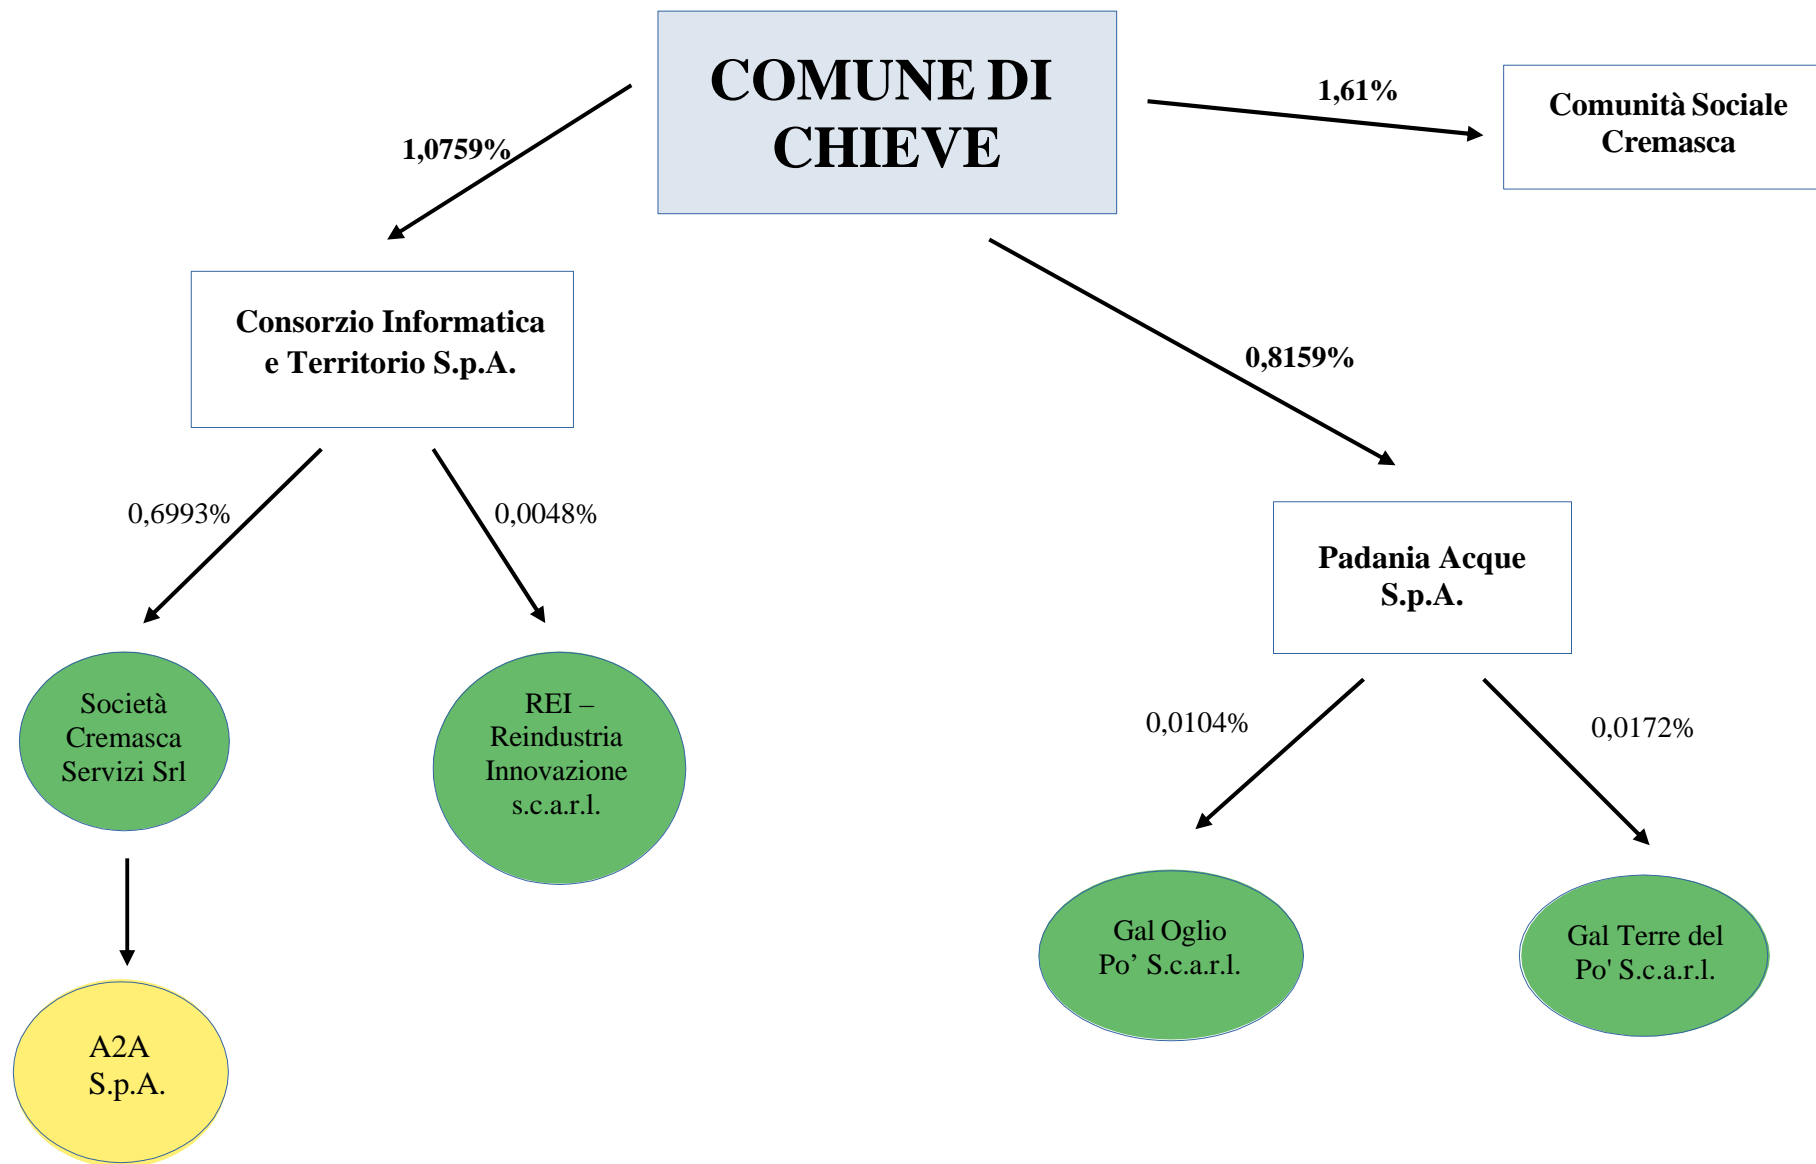 COMUNE DI
CHIEVE
1,61%
Comunità Sociale
Cremasca
1,0759%
Consorzio Informatica
e Territorio S.p.A.
0,8159%
0,6993%
0,0048%
Padania Acque
S.p.A.
Società
Cremasca
Servizi Srl
REI –
Reindustria
Innovazione
s.c.a.r.l.
0,0104%
0,0172%
Gal Oglio
Po’ S.c.a.r.l.
Gal Terre del
Po' S.c.a.r.l.
A2A
S.p.A.